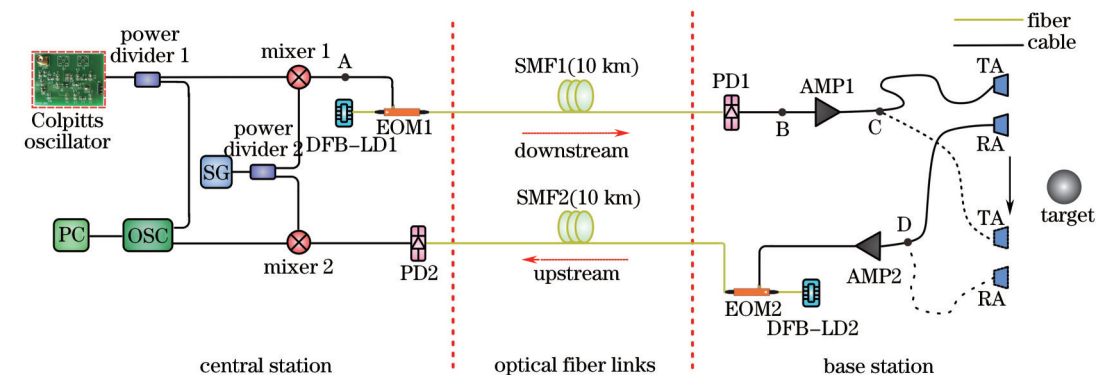 fiber
cable
power
divider 1
mixer 1
A
Colpitts
oscillator
DFB-LD1
EOM1
power
divider 2
SG
PC
OSC
mixer 2
PD2
SMF1(10 km)
downstream
SMF2(10 km)
upstream
PD1
B
AMP1
C
TA
RA
target
TA
RA
D
AMP2
EOM2
DFB-LD2
central station
optical fiber links
base station